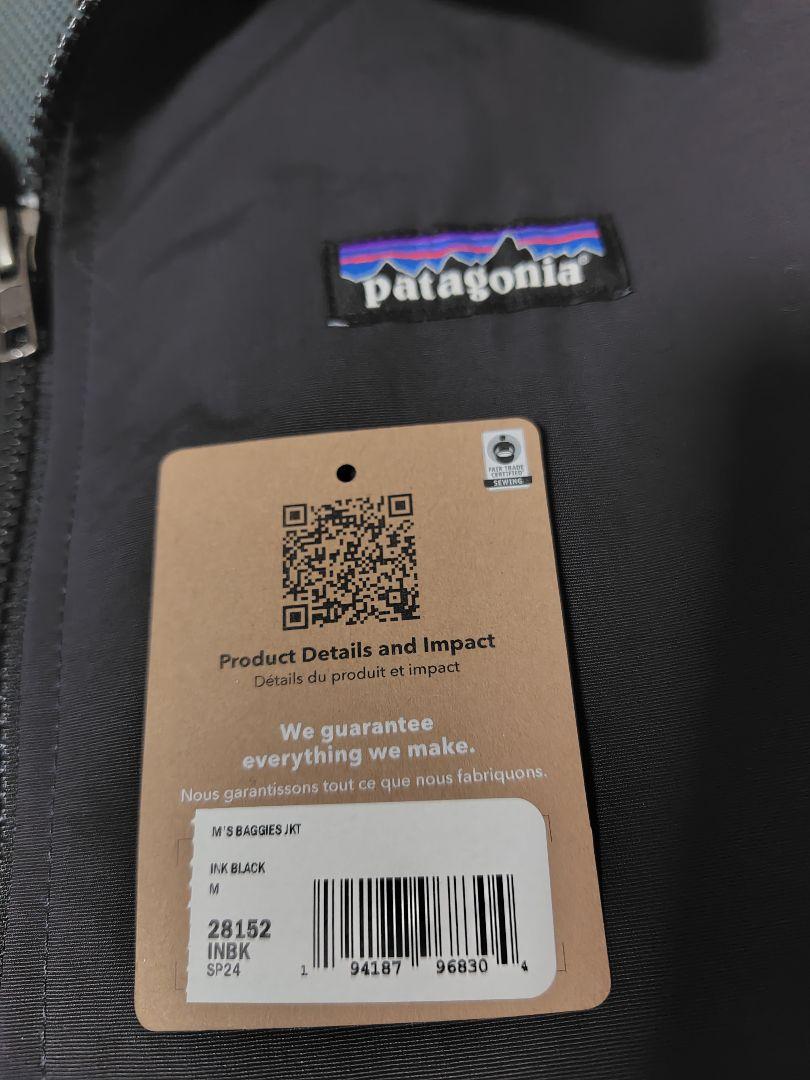 patagonia®
FAIR TRADE
CERTIFIED
SEWING
Product Details and Impact
Détails du produit et impact
We guarantee
everything we make.
Nous garantissons tout ce que nous fabriquons.
M'S BAGGIES JKT
INK BLACK
M
28152
INBK
SP24
1 94187 96830 4